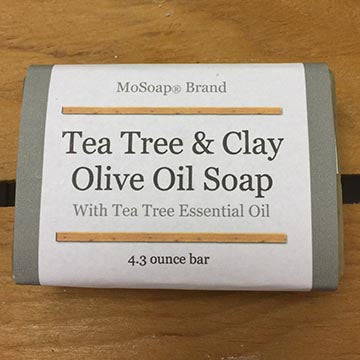 MoSoap® Brand
Tea Tree & Clay
Olive Oil Soap
With Tea Tree Essential Oil
4.3 ounce bar